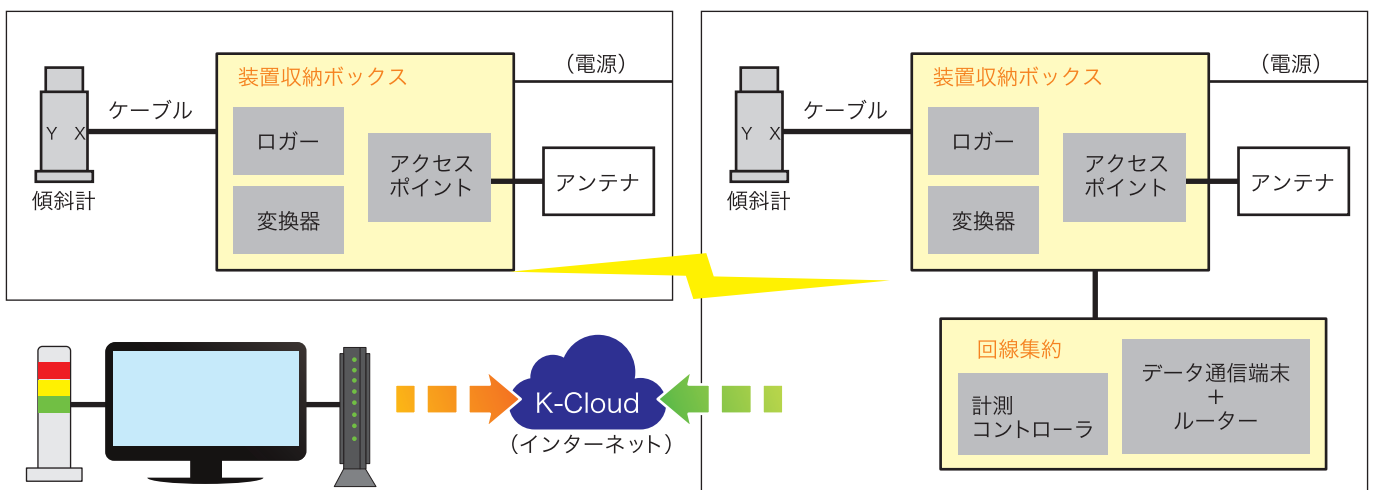 装置収納ボックス
（電源）
ケーブル
Y X
ロガー
アクセス
ポイント
アンテナ
変換器
傾斜計
装置収納ボックス
（電源）
ケーブル
Y X
ロガー
アクセス
ポイント
アンテナ
変換器
傾斜計
回線集約
計測
コントローラ
データ通信端末
+
ルーター
K-Cloud
（インターネット）